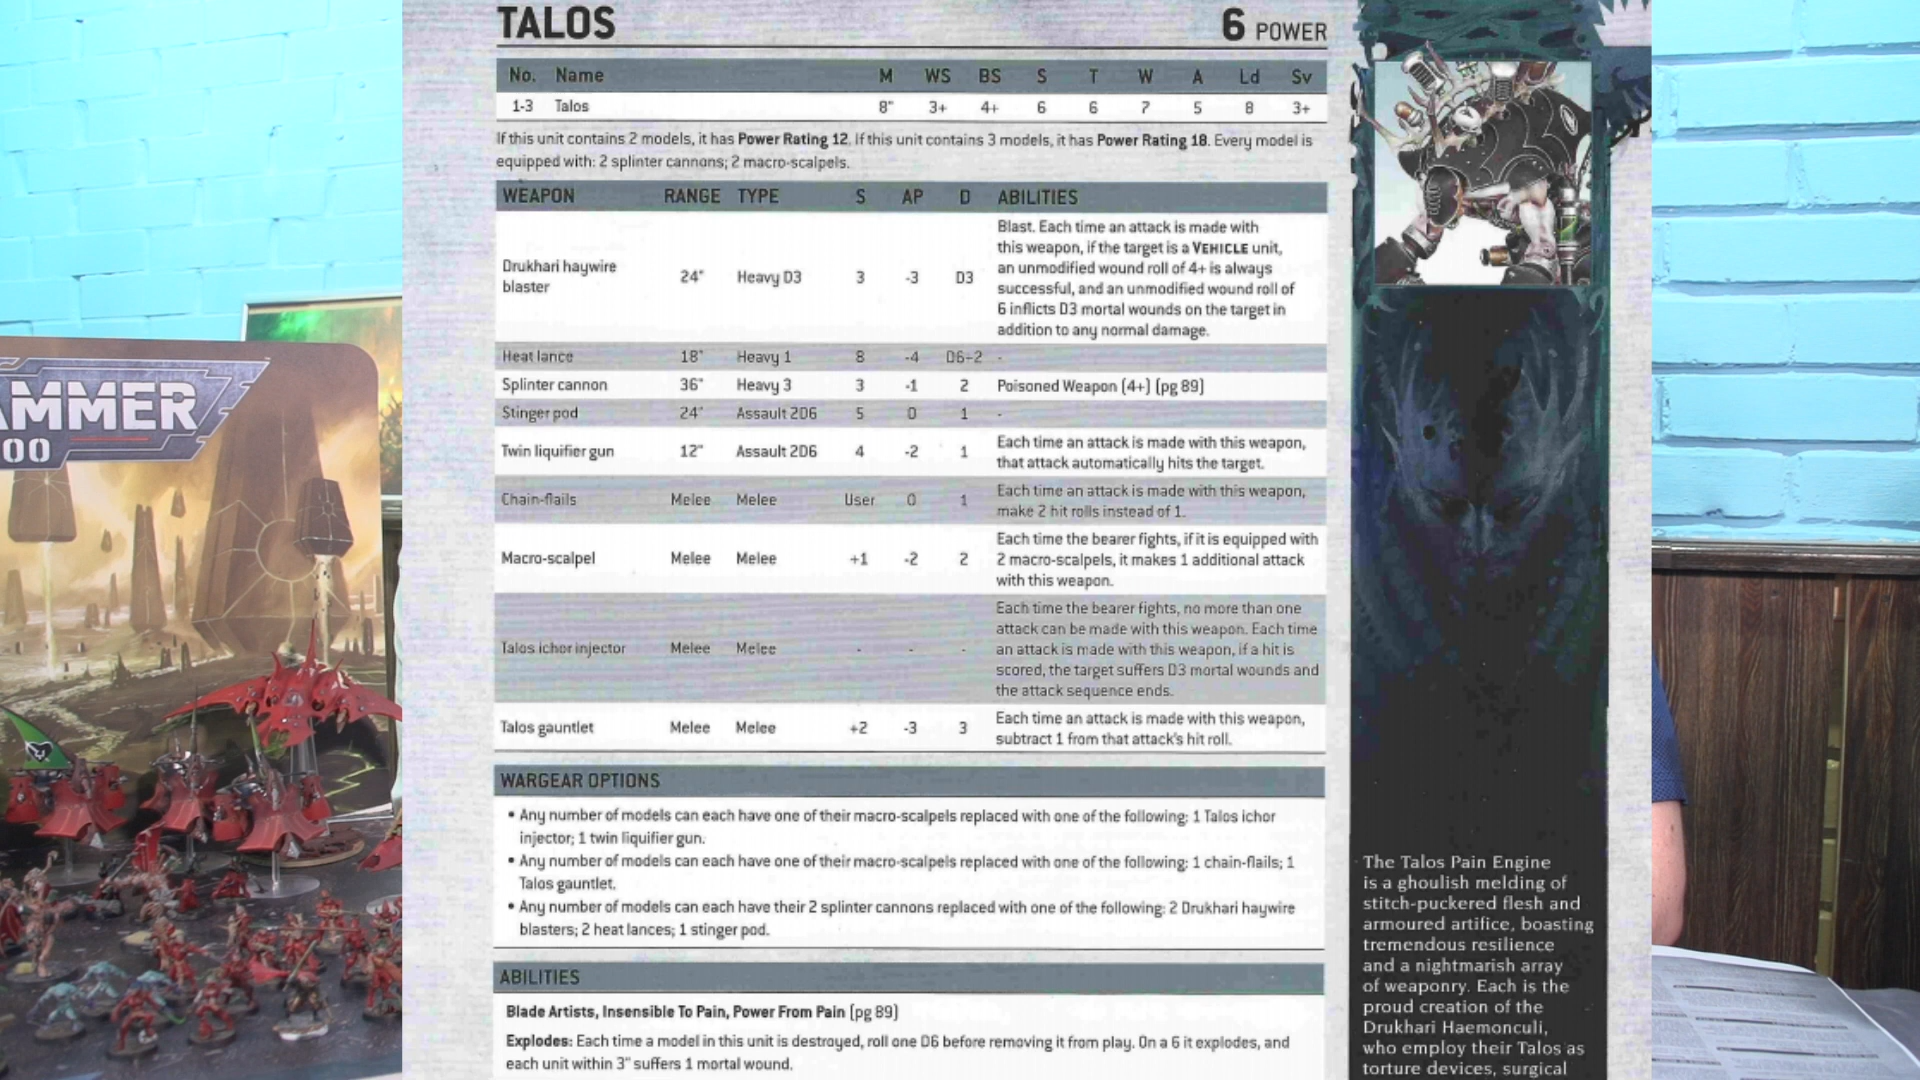 TALOS
6 POWER
No. Name M WS BS S T W A Ld Sv
1-3 Talos 8" 3+ 4+ 6 6 7 5 8 3+
If this unit contains 2 models, it has Power Rating 12. If this unit contains 3 models, it has Power Rating 18. Every model is
equipped with: 2 splinter cannons; 2 macro-scalpels.
WEAPON RANGE TYPE S AP D ABILITIES
Drukhari haywire
blaster
24" Heavy D3 3 -3 D3
Blast. Each time an attack is made with
this weapon, if the target is a VEHICLE unit,
an unmodified wound roll of 4+ is always
successful, and an unmodified wound roll of
6 inflicts D3 mortal wounds on the target in
addition to any normal damage.
Heat lance 18" Heavy 1 8 -4 D6+2 -
Splinter cannon 36" Heavy 3 3 -1 2 Poisoned Weapon (4+) (pg 89)
Stinger pod 24" Assault 2D6 5 0 1 -
Twin liquifier gun 12" Assault 2D6 4 -2 1
Each time an attack is made with this weapon,
that attack automatically hits the target.
Chain-flails Melee Melee User 0 1
Each time an attack is made with this weapon,
make 2 hit rolls instead of 1.
Macro-scalpel Melee Melee +1 -2 2
Each time the bearer fights, if it is equipped with
2 macro-scalpels, it makes 1 additional attack
with this weapon.
Talos ichor injector Melee Melee - - -
Each time the bearer fights, no more than one
attack can be made with this weapon. Each time
an attack is made with this weapon, if a hit is
scored, the target suffers D3 mortal wounds and
the attack sequence ends.
Talos gauntlet Melee Melee +2 -3 3
Each time an attack is made with this weapon,
subtract 1 from that attack's hit roll.
WARGEAR OPTIONS
• Any number of models can each have one of their macro-scalpels replaced with one of the following: 1 Talos ichor
injector; 1 twin liquifier gun.
• Any number of models can each have one of their macro-scalpels replaced with one of the following: 1 chain-flails; 1
Talos gauntlet.
• Any number of models can each have their 2 splinter cannons replaced with one of the following: 2 Drukhari haywire
blasters; 2 heat lances; 1 stinger pod.
ABILITIES
Blade Artists, Insensible To Pain, Power From Pain (pg 89)
Explodes: Each time a model in this unit is destroyed, roll one D6 before removing it from play. On a 6 it explodes, and
each unit within 3" suffers 1 mortal wound.
The Talos Pain Engine
is a ghoulish melding of
stitch-puckered flesh and
armoured artifice, boasting
tremendous resilience
and a nightmarish array
of weaponry. Each is the
proud creation of the
Drukhari Haemonculi,
who employ their Talos as
torture devices, surgical
AMMER
00